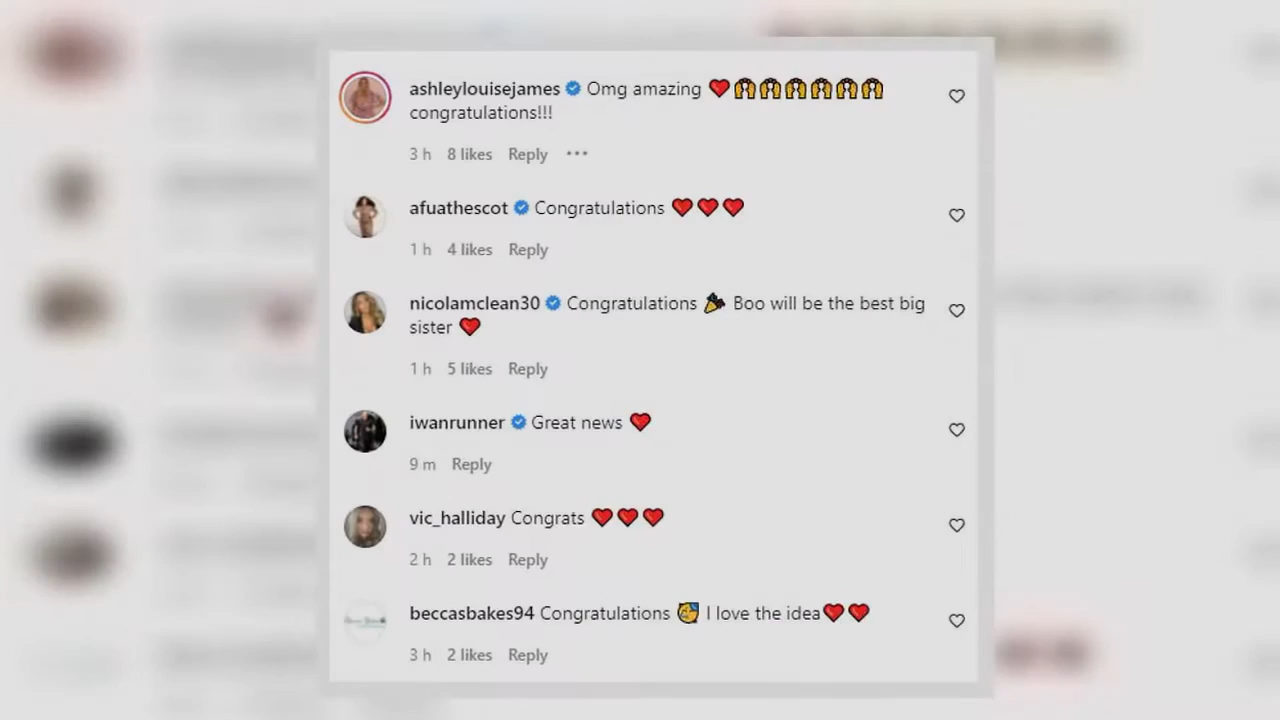 ashleylouisejames Omg amazing ❤️🙌🙌🙌🙌🙌🙌
congratulations!!!
3 h 8 likes Reply •••
afuathescot Congratulations ❤️ ❤️ ❤️
1 h 4 likes Reply
nicolamclean30 Congratulations 🎉 Boo will be the best big
sister ❤️
1 h 5 likes Reply
iwanrunner Great news ❤️
9 m Reply
vic_halliday Congrats ❤️ ❤️ ❤️
2 h 2 likes Reply
beccasbakes94 Congratulations 🥳 I love the idea❤️ ❤️
3 h 2 likes Reply